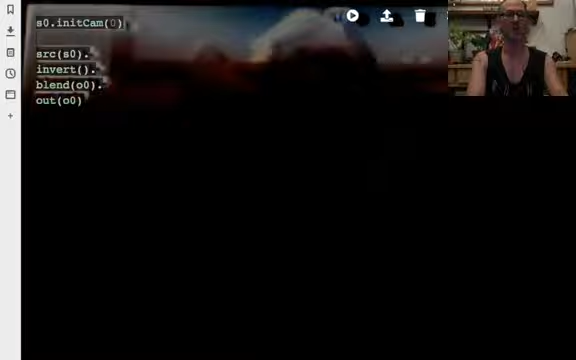 s0.initCam(0)
src(s0).
invert().
blend(o0).
out(o0)